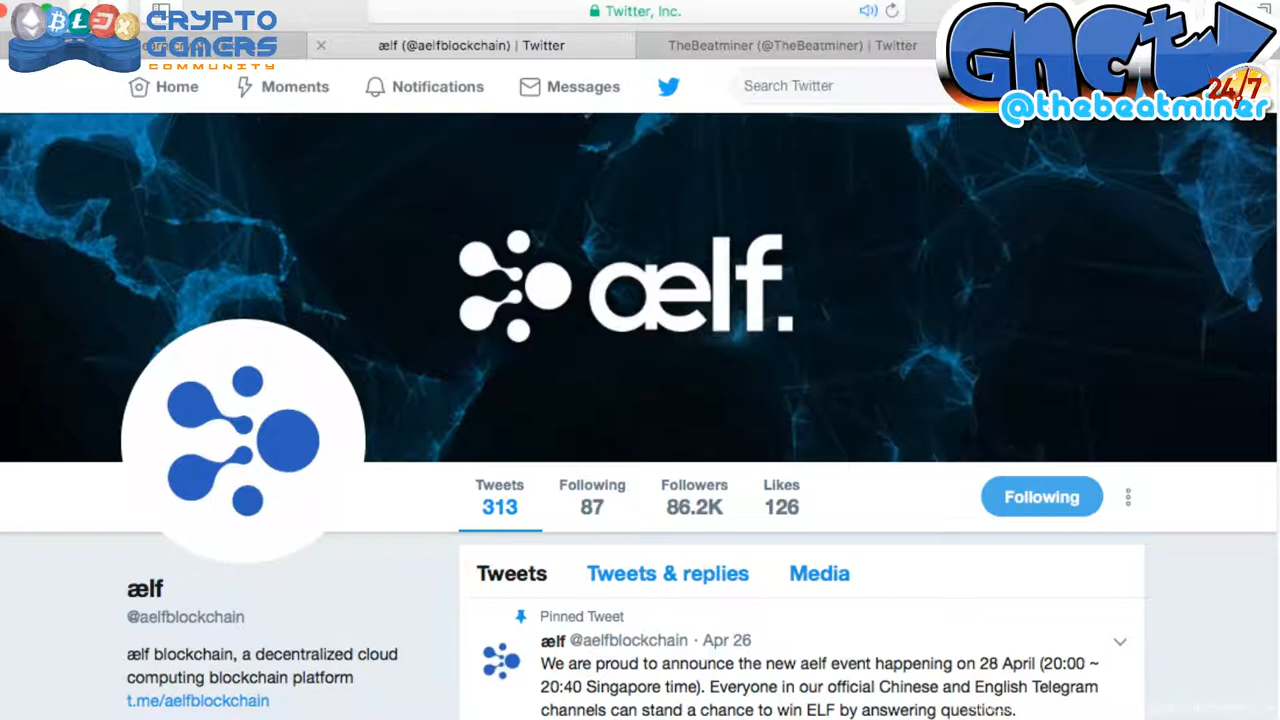 CRYPTO
GAMERS
COMMUNITY
Twitter, Inc.
GNCTV
24/7
@thebeatminer
ælf (@aelfblockchain) | Twitter
TheBeatminer (@TheBeatminer) | Twitter
Home
Moments
Notifications
Messages
Search Twitter
ælf.
Tweets
313
Following
87
Followers
86.2K
Likes
126
Following
ælf
@aelfblockchain
ælf blockchain, a decentralized cloud
computing blockchain platform
t.me/aelfblockchain
Tweets
Tweets & replies
Media
Pinned Tweet
ælf @aelfblockchain · Apr 26
We are proud to announce the new aelf event happening on 28 April (20:00 ~
20:40 Singapore time). Everyone in our official Chinese and English Telegram
channels can stand a chance to win ELF by answering questions.